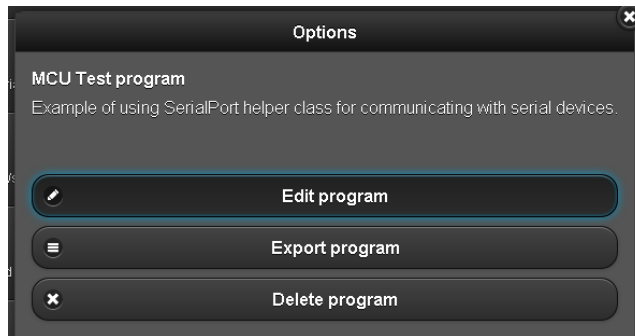 Options
MCU Test program
Example of using SerialPort helper class for communicating with serial devices.
Edit program
Export program
Delete program